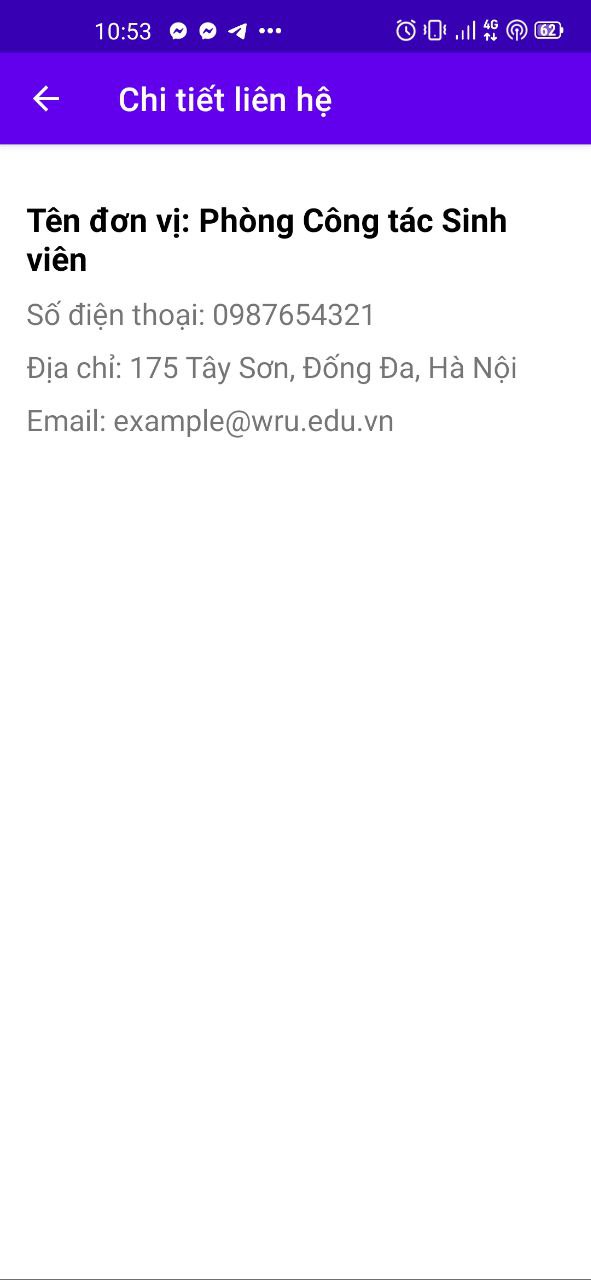 10:53
4G
62
Chi tiết liên hệ
Tên đơn vị: Phòng Công tác Sinh
viên
Số điện thoại: 0987654321
Địa chỉ: 175 Tây Sơn, Đống Đa, Hà Nội
Email: example@wru.edu.vn